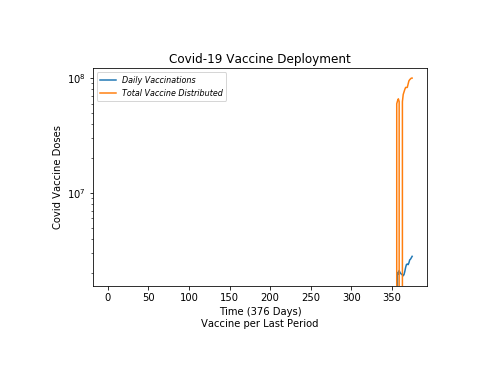 Covid-19 Vaccine Deployment
Daily Vaccinations
Total Vaccine Distributed
10^8
10^7
Covid Vaccine Doses
0 50 100 150 200 250 300 350
Time (376 Days)
Vaccine per Last Period